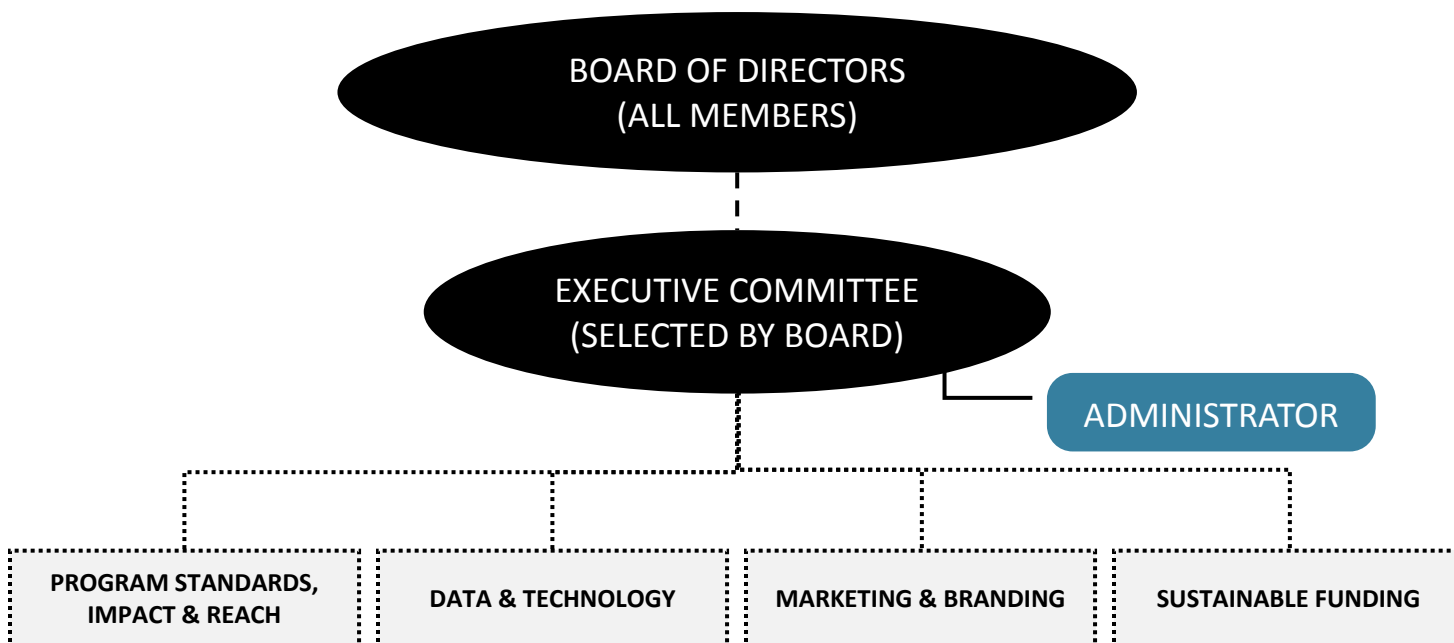 BOARD OF DIRECTORS
(ALL MEMBERS)
EXECUTIVE COMMITTEE
(SELECTED BY BOARD)
ADMINISTRATOR
PROGRAM STANDARDS,
IMPACT & REACH
DATA & TECHNOLOGY
MARKETING & BRANDING
SUSTAINABLE FUNDING